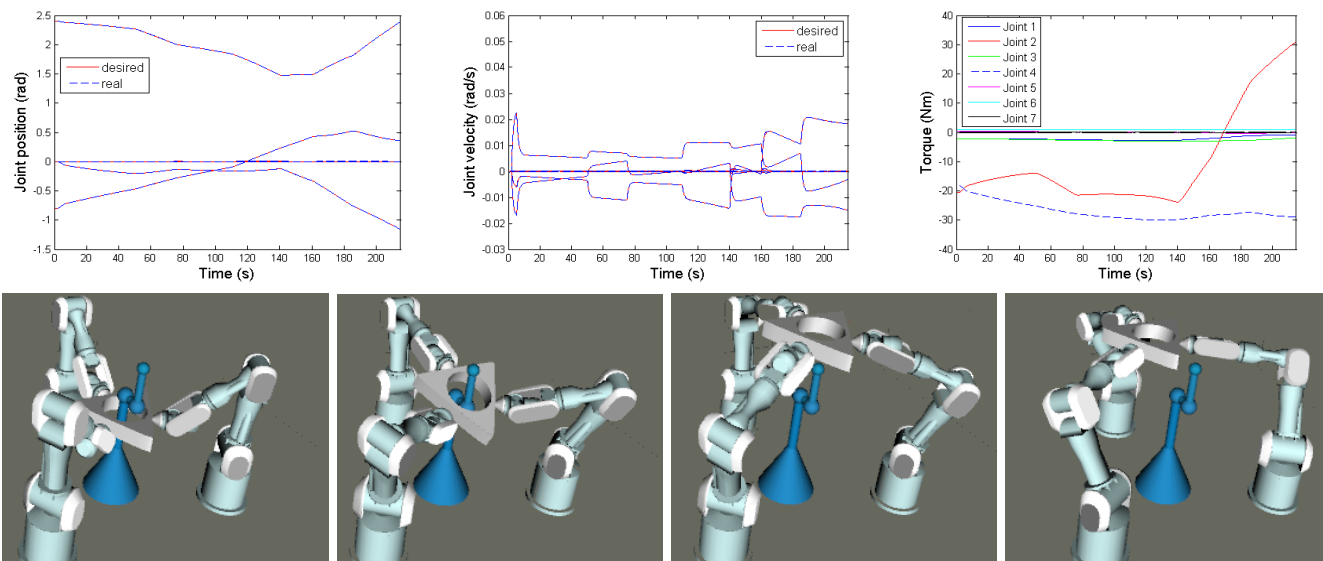 2.5
2
1.5
1
0.5
0
-0.5
-1
-1.5
0 20 40 60 80 100 120 140 160 180 200
Joint position (rad)
Time (s)
desired
real
0.06
0.05
0.04
0.03
0.02
0.01
0
-0.01
-0.02
-0.03
0 20 40 60 80 100 120 140 160 180 200
Joint velocity (rad/s)
Time (s)
desired
real
40
30
20
10
0
-10
-20
-30
-40
0 20 40 60 80 100 120 140 160 180 200
Torque (Nm)
Time (s)
Joint 1
Joint 2
Joint 3
Joint 4
Joint 5
Joint 6
Joint 7